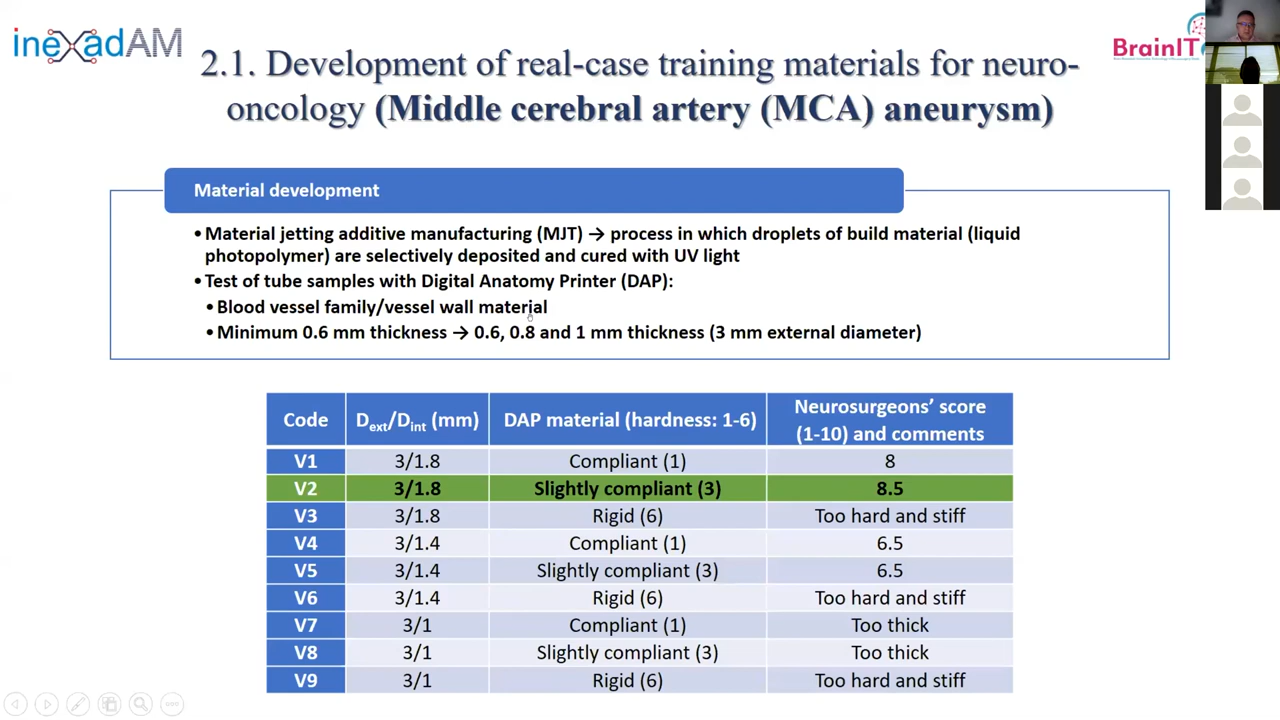 inexadAM
BrainIT
2.1. Development of real-case training materials for neuro-
oncology (Middle cerebral artery (MCA) aneurysm)
Material development
•Material jetting additive manufacturing (MJT) → process in which droplets of build material (liquid
photopolymer) are selectively deposited and cured with UV light
•Test of tube samples with Digital Anatomy Printer (DAP):
•Blood vessel family/vessel wall material
•Minimum 0.6 mm thickness → 0.6, 0.8 and 1 mm thickness (3 mm external diameter)
Code Dext/Dint (mm) DAP material (hardness: 1-6) Neurosurgeons’ score
(1-10) and comments
V1 3/1.8 Compliant (1) 8
V2 3/1.8 Slightly compliant (3) 8.5
V3 3/1.8 Rigid (6) Too hard and stiff
V4 3/1.4 Compliant (1) 6.5
V5 3/1.4 Slightly compliant (3) 6.5
V6 3/1.4 Rigid (6) Too hard and stiff
V7 3/1 Compliant (1) Too thick
V8 3/1 Slightly compliant (3) Too thick
V9 3/1 Rigid (6) Too hard and stiff